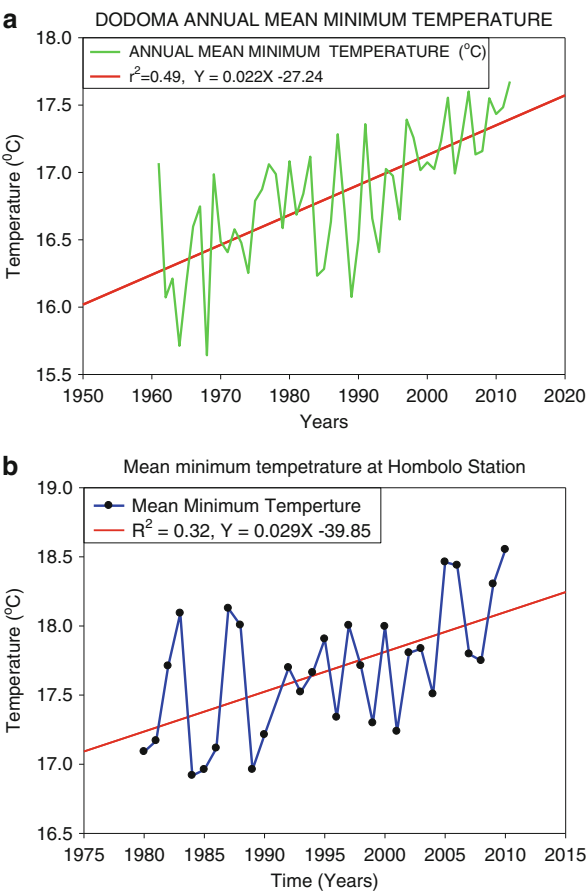 a
DODOMA ANNUAL MEAN MINIMUM TEMPERATURE
18.0
ANNUAL MEAN MINIMUM TEMPERATURE (°C)
r²=0.49, Y = 0.022X -27.24
17.5
17.0
16.5
16.0
15.5
Temperature (⁰C)
1950 1960 1970 1980 1990 2000 2010 2020
Years
b
Mean minimum tempetrature at Hombolo Station
19.0
Mean Minimum Temperture
R² = 0.32, Y = 0.029X -39.85
18.5
18.0
17.5
17.0
16.5
Temperature (⁰C)
1975 1980 1985 1990 1995 2000 2005 2010 2015
Time (Years)